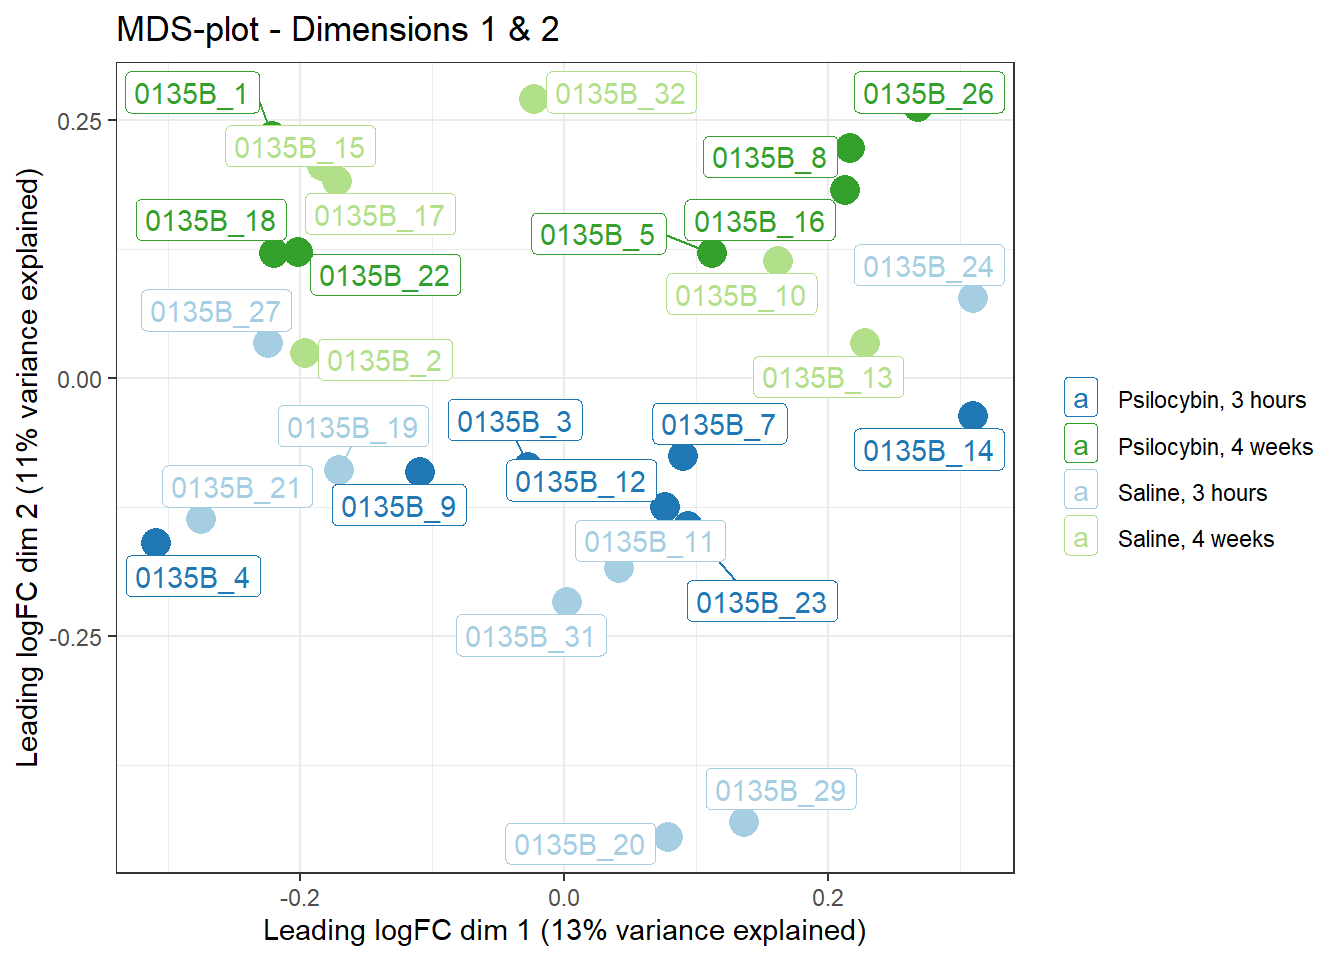 MDS-plot - Dimensions 1 & 2
Leading logFC dim 2 (11% variance explained)
0.25
0.00
-0.25
0135B_1
0135B_32
0135B_26
0135B_15
0135B_8
0135B_18
0135B_17
0135B_5
0135B_16
0135B_22
0135B_24
0135B_27
0135B_10
0135B_2
0135B_13
0135B_19
0135B_3
0135B_7
0135B_14
0135B_21
0135B_9
0135B_12
0135B_11
0135B_4
0135B_23
0135B_31
0135B_29
0135B_20
-0.2
0.0
0.2
Leading logFC dim 1 (13% variance explained)
a Psilocybin, 3 hours
a Psilocybin, 4 weeks
a Saline, 3 hours
a Saline, 4 weeks